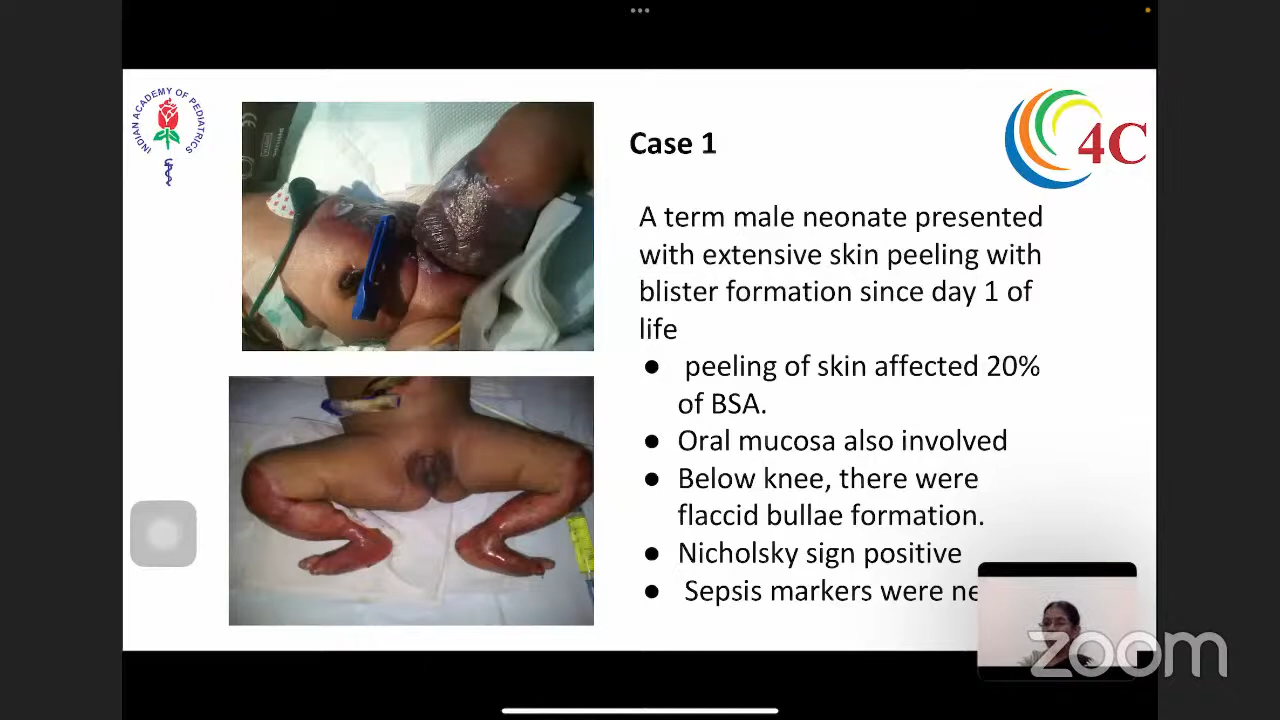 INDIAN ACADEMY OF PEDIATRICS
4C
Case 1
A term male neonate presented
with extensive skin peeling with
blister formation since day 1 of
life
● peeling of skin affected 20%
of BSA.
● Oral mucosa also involved
● Below knee, there were
flaccid bullae formation.
● Nicholsky sign positive
● Sepsis markers were ne
zoom